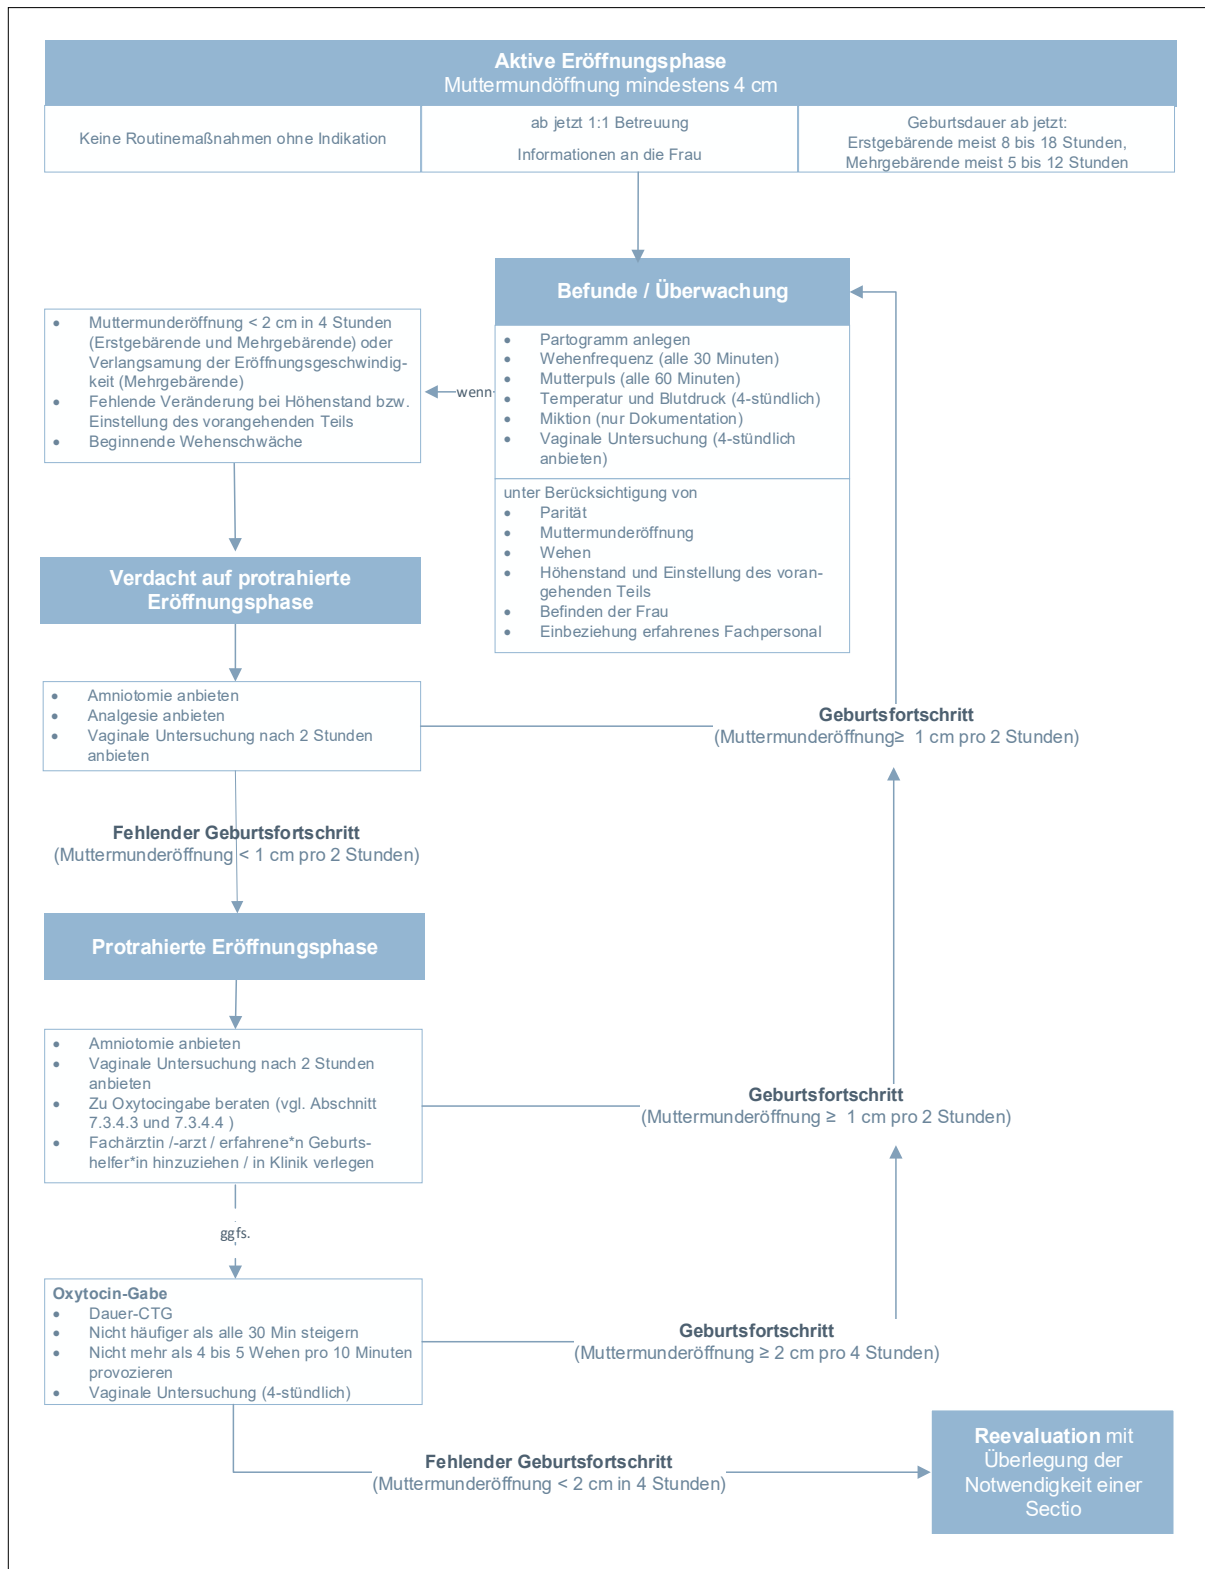 Aktive Eröffnungsphase
Muttermundöffnung mindestens 4 cm
Keine Routinemaßnahmen ohne Indikation
ab jetzt 1:1 Betreuung
Informationen an die Frau
Geburtsdauer ab jetzt:
Erstgebärende meist 8 bis 18 Stunden,
Mehrgebärende meist 5 bis 12 Stunden
Befunde / Überwachung
• Partogramm anlegen
• Wehenfrequenz (alle 30 Minuten)
• Mutterpuls (alle 60 Minuten)
• Temperatur und Blutdruck (4-stündlich)
• Miktion (nur Dokumentation)
• Vaginale Untersuchung (4-stündlich
anbieten)
unter Berücksichtigung von
• Parität
• Muttermunderöffnung
• Wehen
• Höhenstand und Einstellung des voran-
gehenden Teils
• Befinden der Frau
• Einbeziehung erfahrenes Fachpersonal
wenn
• Muttermunderöffnung < 2 cm in 4 Stunden
(Erstgebärende und Mehrgebärende) oder
Verlangsamung der Eröffnungsgeschwindig-
keit (Mehrgebärende)
• Fehlende Veränderung bei Höhenstand bzw.
Einstellung des vorangehenden Teils
• Beginnende Wehenschwäche
Verdacht auf protrahierte
Eröffnungsphase
• Amniotomie anbieten
• Analgesie anbieten
• Vaginale Untersuchung nach 2 Stunden
anbieten
Geburtsfortschritt
(Muttermunderöffnung≥ 1 cm pro 2 Stunden)
Fehlender Geburtsfortschritt
(Muttermunderöffnung < 1 cm pro 2 Stunden)
Protrahierte Eröffnungsphase
• Amniotomie anbieten
• Vaginale Untersuchung nach 2 Stunden
anbieten
• Zu Oxytocingabe beraten (vgl. Abschnitt
7.3.4.3 und 7.3.4.4 )
• Fachärztin /-arzt / erfahrene*n Geburts-
helfer*in hinzuziehen / in Klinik verlegen
Geburtsfortschritt
(Muttermunderöffnung ≥ 1 cm pro 2 Stunden)
ggfs.
Oxytocin-Gabe
• Dauer-CTG
• Nicht häufiger als alle 30 Min steigern
• Nicht mehr als 4 bis 5 Wehen pro 10 Minuten
provozieren
• Vaginale Untersuchung (4-stündlich)
Geburtsfortschritt
(Muttermunderöffnung ≥ 2 cm pro 4 Stunden)
Fehlender Geburtsfortschritt
(Muttermunderöffnung < 2 cm in 4 Stunden)
Reevaluation mit
Überlegung der
Notwendigkeit einer
Sectio